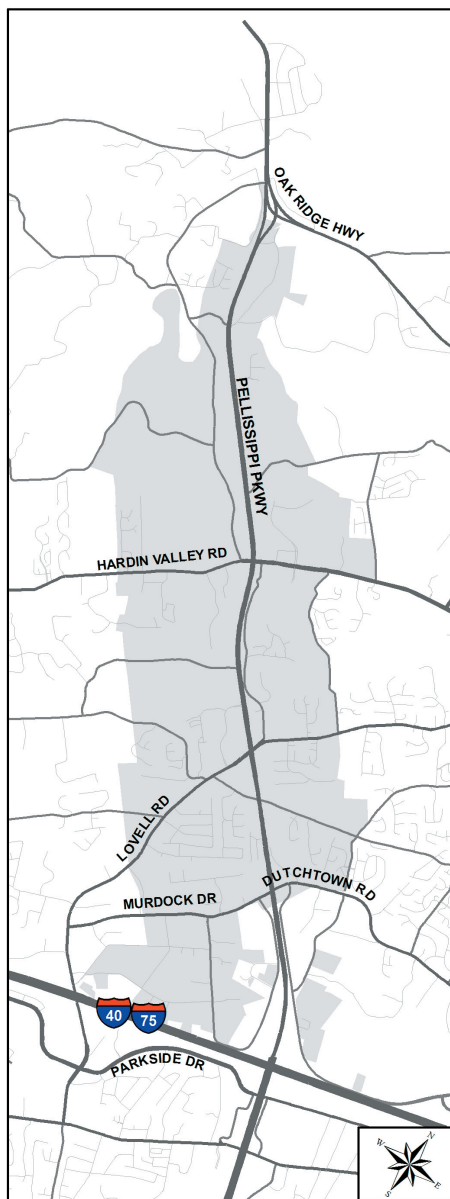 OAK RIDGE HWY
PELLISSIPPI PKWY
HARDIN VALLEY RD
LOVELL RD
DUTCHTOWN RD
MURDOCK DR
40
75
PARKSIDE DR
N
W
E
S